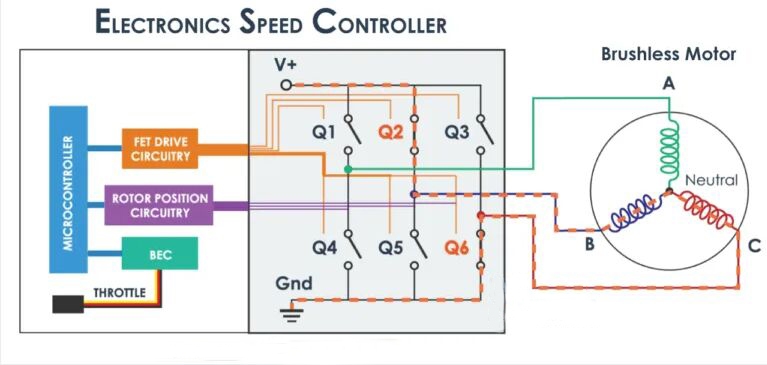 ELECTRONICS SPEED CONTROLLER
Brushless Motor
V+
A
Q1
Q2
Q3
MICROCONTROLLER
FET DRIVE
CIRCUITRY
ROTOR POSITION
CIRCUITRY
Neutral
B
C
Q4
Q5
Q6
BEC
Gnd
THROTTLE